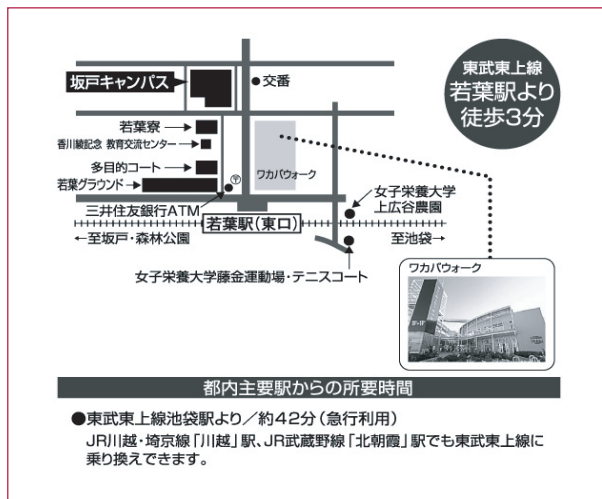 東武東上線
若葉駅より
徒歩3分
坂戸キャンパス
交番
若葉寮
香川綾記念 教育交流センター
多目的コート
若葉グラウンド
〒
ワカバウォーク
三井住友銀行ATM
若葉駅(東口)
女子栄養大学
上広谷農園
←至坂戸・森林公園
至池袋→
女子栄養大学藤金運動場・テニスコート
ワカバウォーク
都内主要駅からの所要時間
●東武東上線池袋駅より/約42分(急行利用)
JR川越・埼京線「川越」駅、JR武蔵野線「北朝霞」駅でも東武東上線に
乗り換えできます。